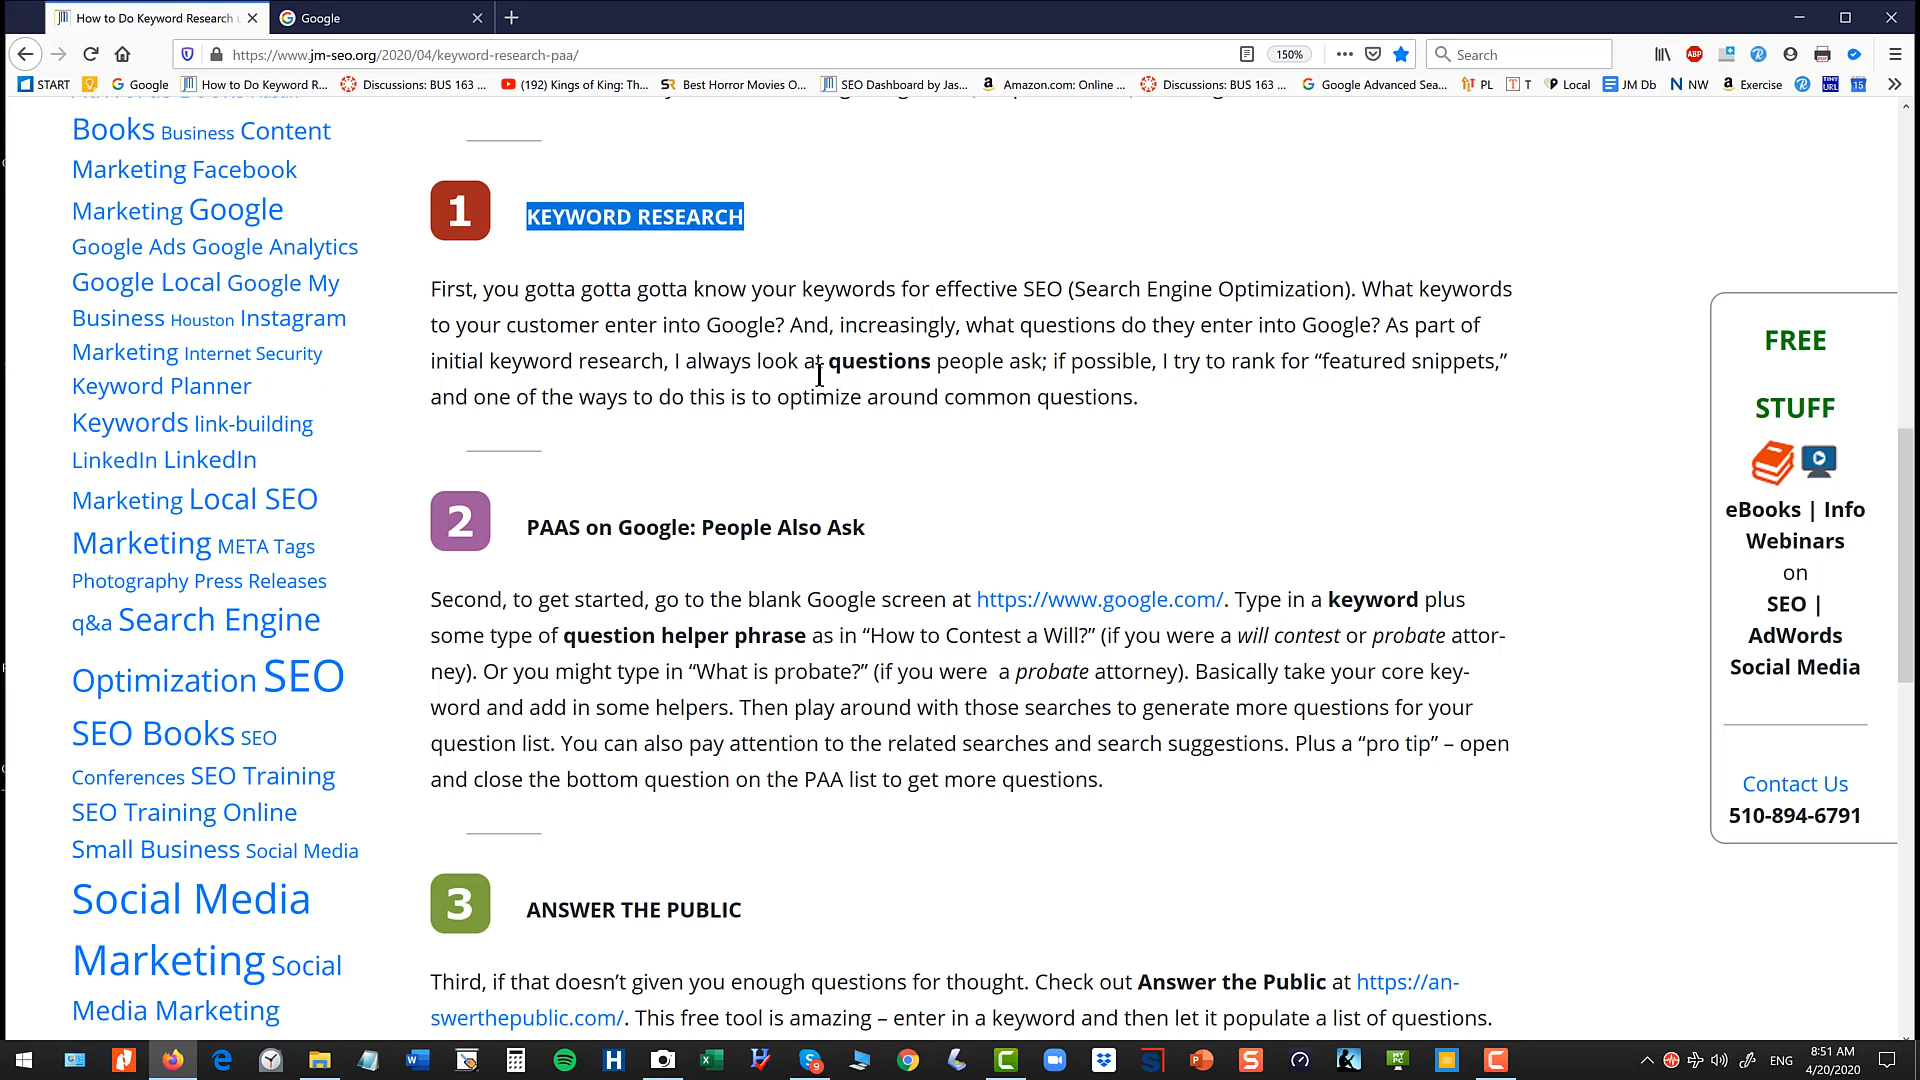 How to Do Keyword Research
Google
https://www.jm-seo.org/2020/04/keyword-research-paa/
150%
Search
START
Google
How to Do Keyword R...
Discussions: BUS 163 ...
(192) Kings of King: Th...
Best Horror Movies O...
SEO Dashboard by Jas...
Amazon.com: Online ...
Discussions: BUS 163 ...
Google Advanced Sea...
PL
T
Local
JM Db
NW
Exercise
Books Business Content
Marketing Facebook
Marketing Google
Google Ads Google Analytics
Google Local Google My
Business Houston Instagram
Marketing Internet Security
Keyword Planner
Keywords link-building
LinkedIn LinkedIn
Marketing Local SEO
Marketing META Tags
Photography Press Releases
q&a Search Engine
Optimization SEO
SEO Books SEO
Conferences SEO Training
SEO Training Online
Small Business Social Media
Social Media
Marketing Social
Media Marketing
1 KEYWORD RESEARCH
First, you gotta gotta gotta know your keywords for effective SEO (Search Engine Optimization). What keywords
to your customer enter into Google? And, increasingly, what questions do they enter into Google? As part of
initial keyword research, I always look at questions people ask; if possible, I try to rank for “featured snippets,”
and one of the ways to do this is to optimize around common questions.
2 PAAS on Google: People Also Ask
Second, to get started, go to the blank Google screen at https://www.google.com/. Type in a keyword plus
some type of question helper phrase as in “How to Contest a Will?” (if you were a will contest or probate attor-
ney). Or you might type in “What is probate?” (if you were a probate attorney). Basically take your core key-
word and add in some helpers. Then play around with those searches to generate more questions for your
question list. You can also pay attention to the related searches and search suggestions. Plus a “pro tip” – open
and close the bottom question on the PAA list to get more questions.
3 ANSWER THE PUBLIC
Third, if that doesn’t given you enough questions for thought. Check out Answer the Public at https://an-
swerthepublic.com/. This free tool is amazing – enter in a keyword and then let it populate a list of questions.
FREE
STUFF
eBooks | Info
Webinars
on
SEO |
AdWords
Social Media
Contact Us
510-894-6791
ENG
8:51 AM
4/20/2020